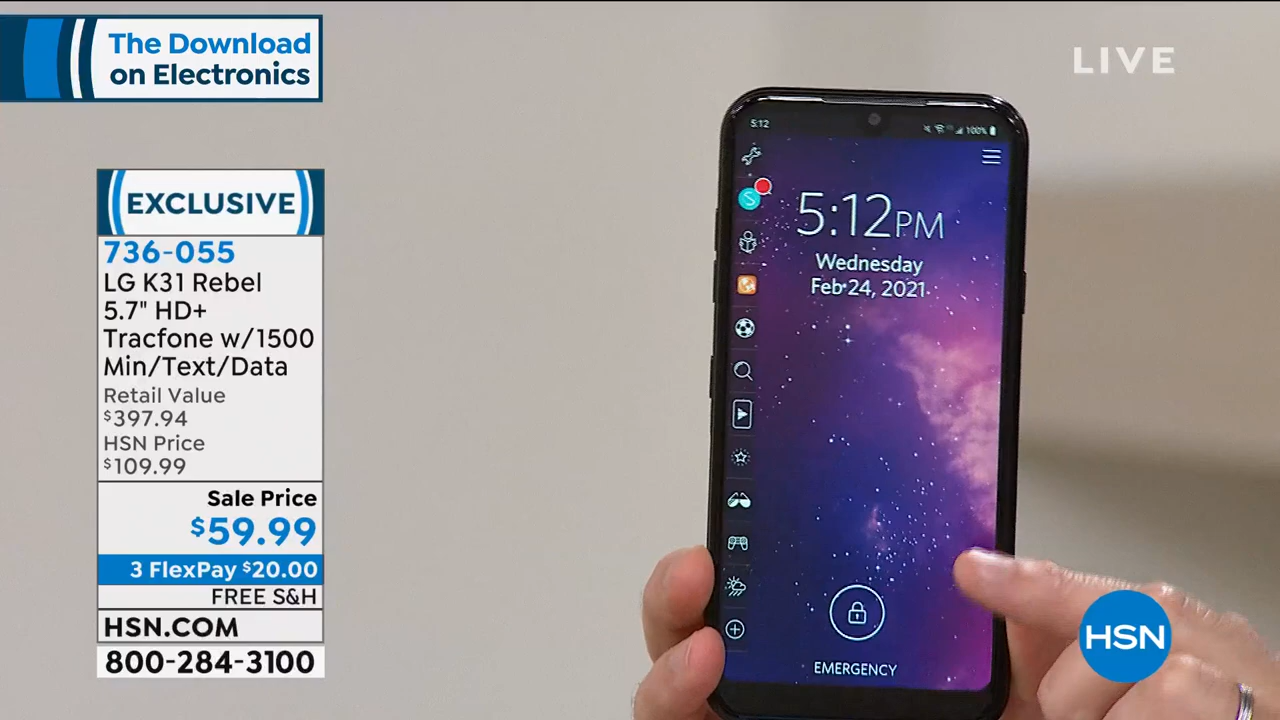 The Download
on Electronics
LIVE
EXCLUSIVE
736-055
LG K31 Rebel
5.7" HD+
Tracfone w/1500
Min/Text/Data
Retail Value
$397.94
HSN Price
$109.99
Sale Price
$59.99
3 FlexPay $20.00
FREE S&H
HSN.COM
800-284-3100
5:12
100%
5:12PM
Wednesday
Feb 24, 2021
EMERGENCY
HSN